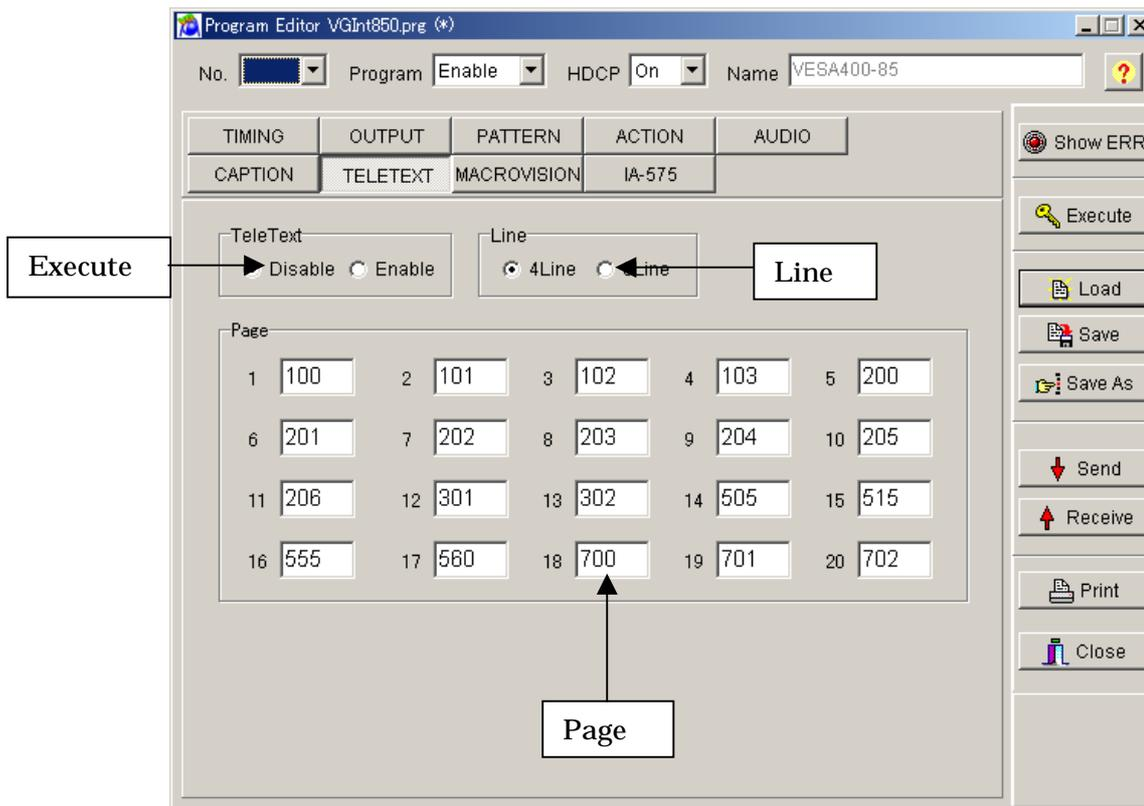 Program Editor VGInt850.prg (*)
No. Program Enable HDCP On Name VESA400-85 ?
TIMING OUTPUT PATTERN ACTION AUDIO
CAPTION TELETEXT MACROVISION IA-575
Show ERR
Execute
Load
Save
Save As
Send
Receive
Print
Close
TeleText Line
Execute Disable Enable 4Line Line Line
Page
1 100 2 101 3 102 4 103 5 200
6 201 7 202 8 203 9 204 10 205
11 206 12 301 13 302 14 505 15 515
16 555 17 560 18 700 19 701 20 702
Page